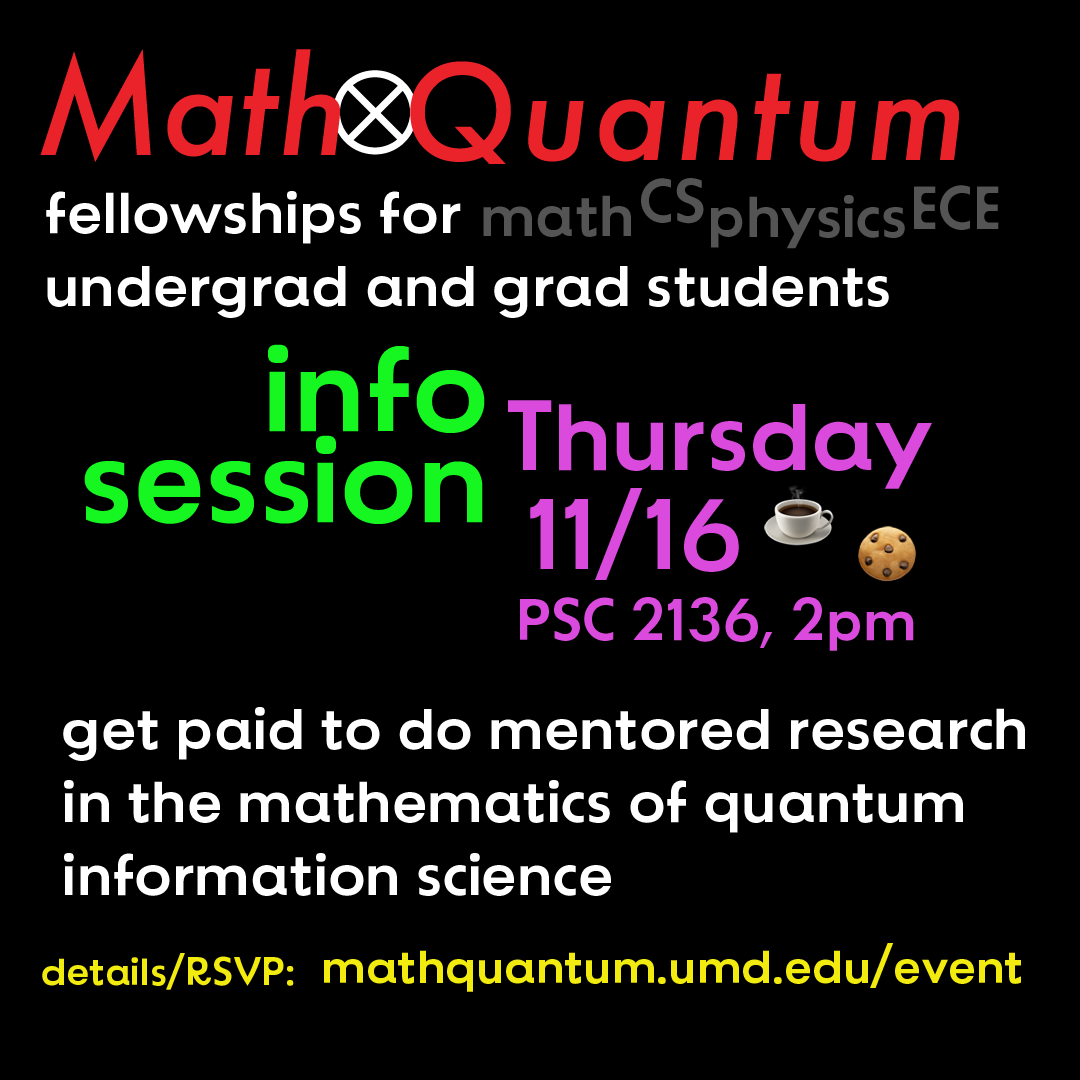 Math⊗Quantum
fellowships for math CS physics ECE
undergrad and grad students
info
session
Thursday
11/16
PSC 2136, 2pm
get paid to do mentored research
in the mathematics of quantum
information science
details/RSVP: mathquantum.umd.edu/event